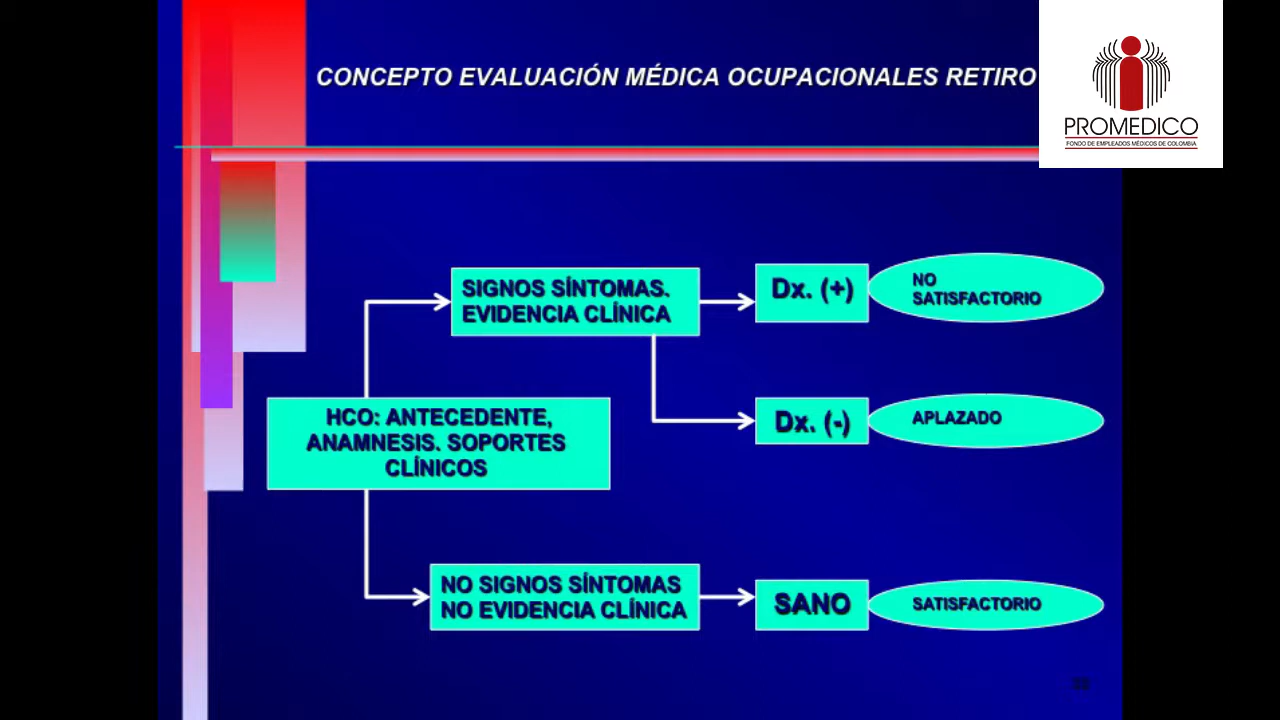 CONCEPTO EVALUACIÓN MÉDICA OCUPACIONALES RETIRO
PROMEDICO
FONDO DE EMPLEADOS MÉDICOS DE COLOMBIA
SIGNOS SÍNTOMAS.
EVIDENCIA CLÍNICA
Dx. (+)
NO
SATISFACTORIO
HCO: ANTECEDENTE,
ANAMNESIS. SOPORTES
CLÍNICOS
Dx. (-)
APLAZADO
NO SIGNOS SÍNTOMAS
NO EVIDENCIA CLÍNICA
SANO
SATISFACTORIO